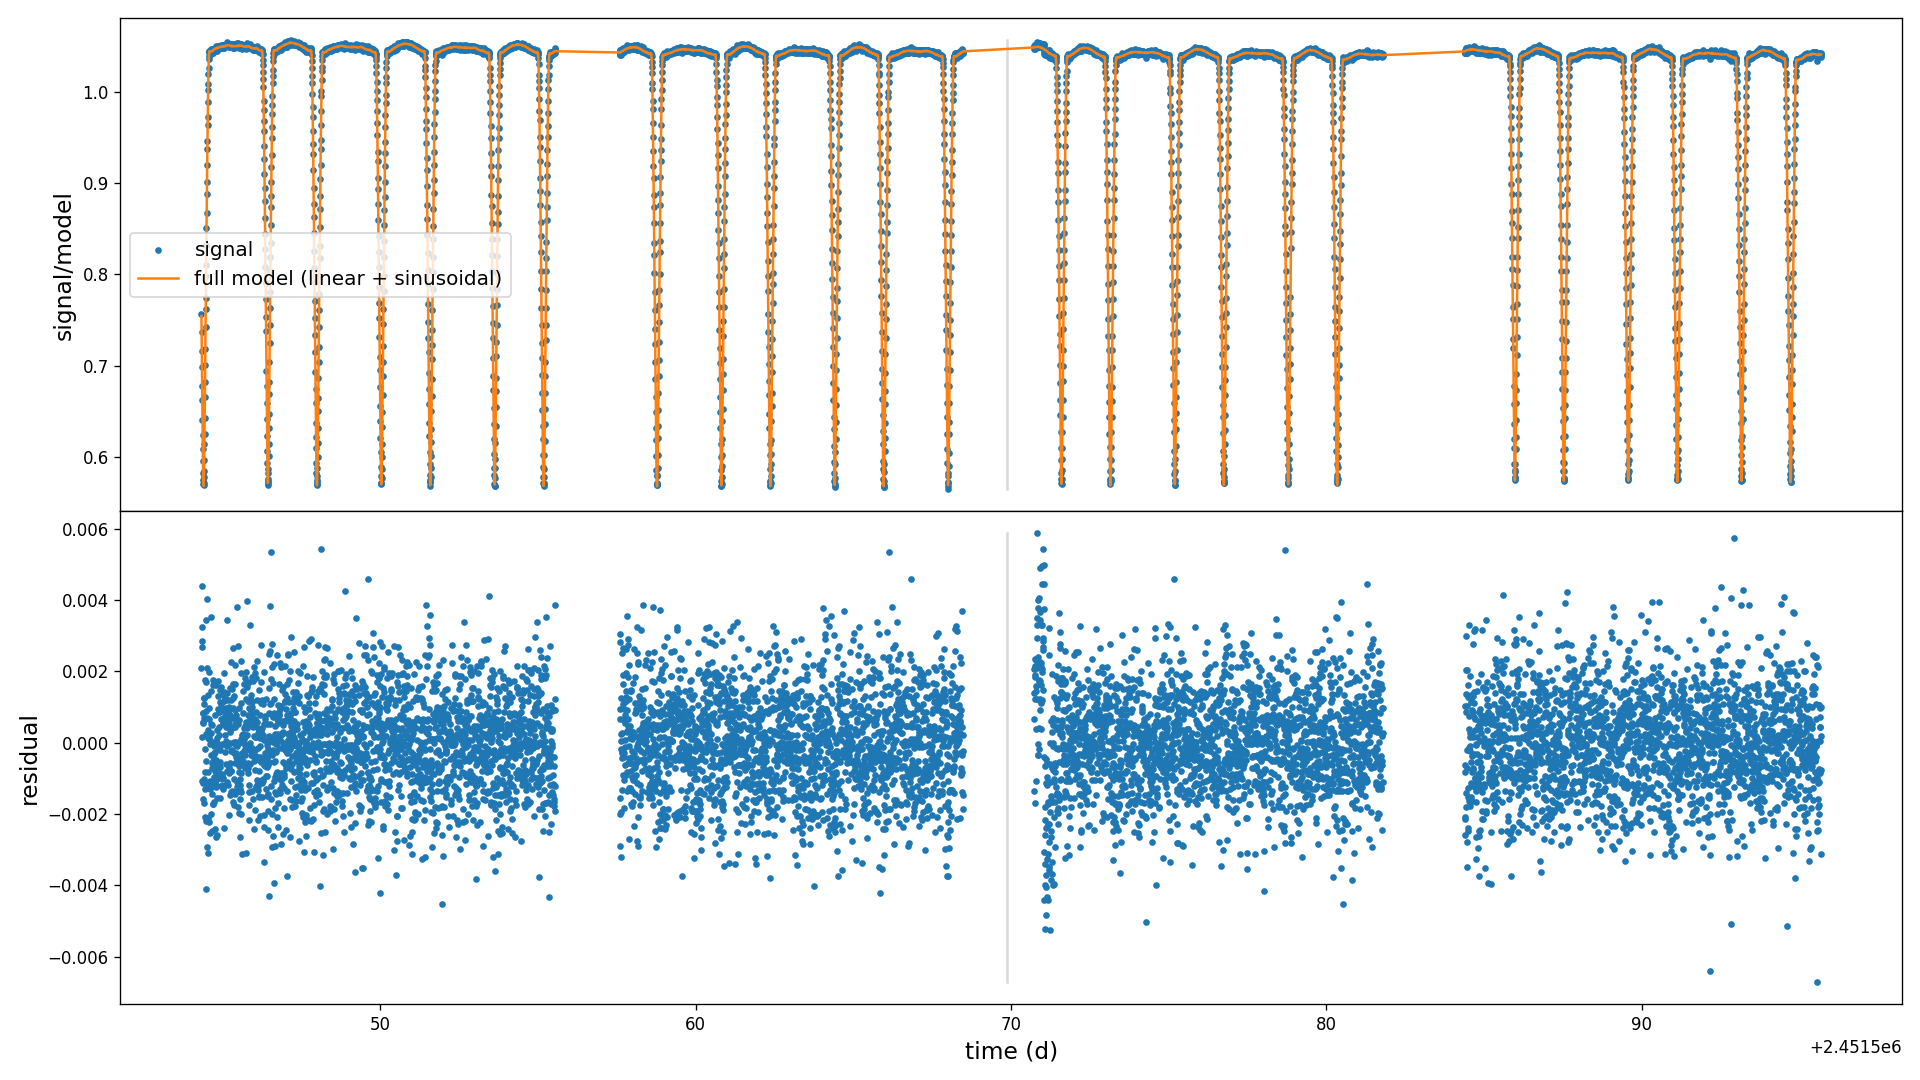 1.0
0.9
0.8
0.7
0.6
signal/model
signal
full model (linear + sinusoidal)
0.006
0.004
0.002
0.000
−0.002
−0.004
−0.006
residual
50
60
70
80
90
time (d)
+2.4515e6